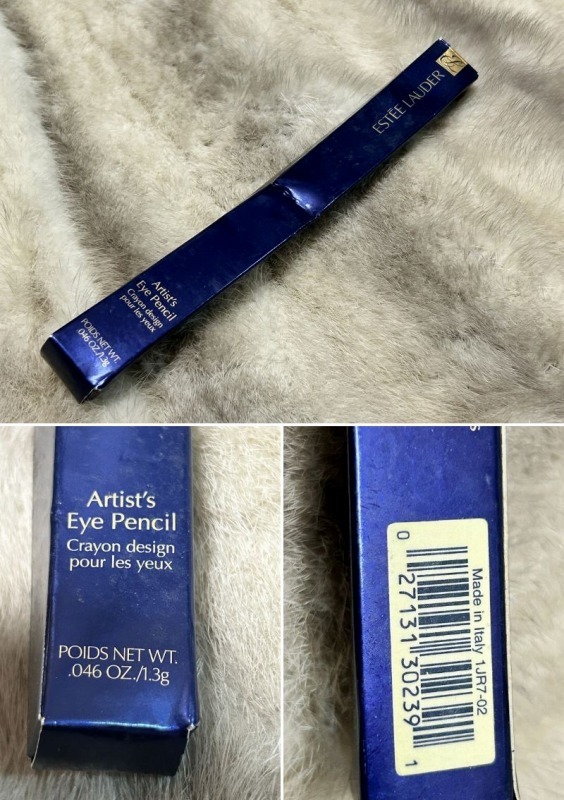 ESTÉE LAUDER
Artist's
Eye Pencil
Crayon design
pour les yeux
POIDS NET WT.
.046 OZ./1.3g
Artist's
Eye Pencil
Crayon design
pour les yeux
POIDS NET WT.
.046 OZ./1.3g
Made in Italy 1JR7-02
0 27131 30239 1